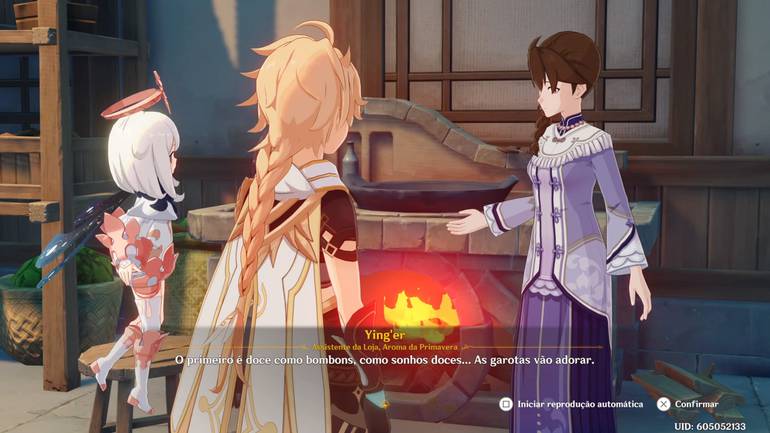 Ying'er
Assistente da Loja, Aroma da Primavera
O primeiro é doce como bombons, como sonhos doces... As garotas vão adorar.
Iniciar reprodução automática
Confirmar
UID: 605052133